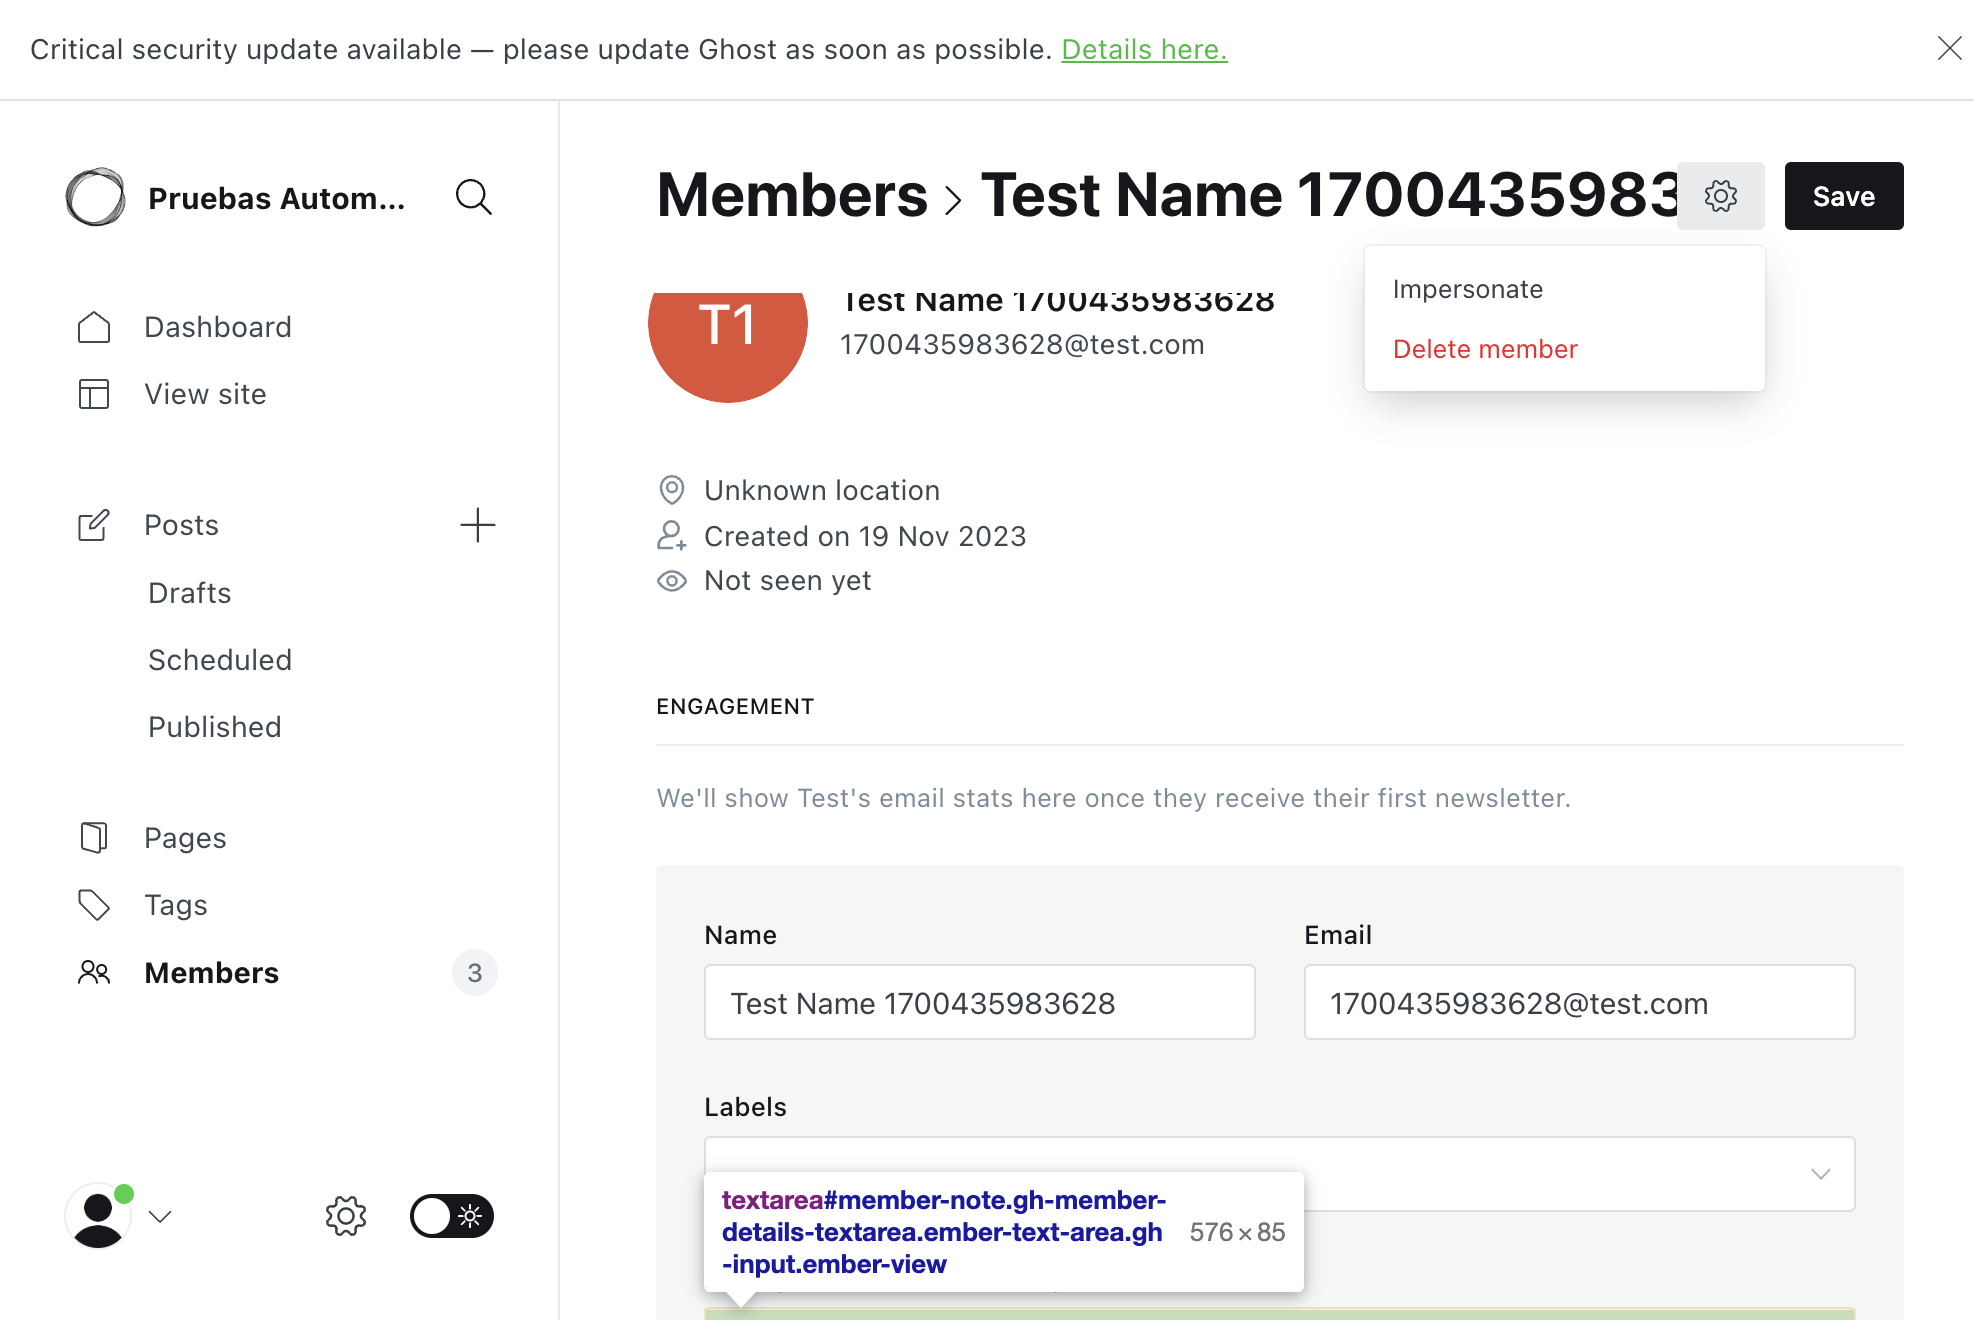 Critical security update available — please update Ghost as soon as possible. Details here.
Pruebas Autom...
Members > Test Name 1700435983
Save
Impersonate
Delete member
Dashboard
View site
T1
Test Name 1700435983628
1700435983628@test.com
Unknown location
Created on 19 Nov 2023
Not seen yet
Posts
Drafts
Scheduled
Published
ENGAGEMENT
We'll show Test's email stats here once they receive their first newsletter.
Pages
Tags
Members 3
Name
Test Name 1700435983628
Email
1700435983628@test.com
Labels
textarea#member-note.gh-member-
details-textarea.ember-text-area.gh
-input.ember-view
576 × 85